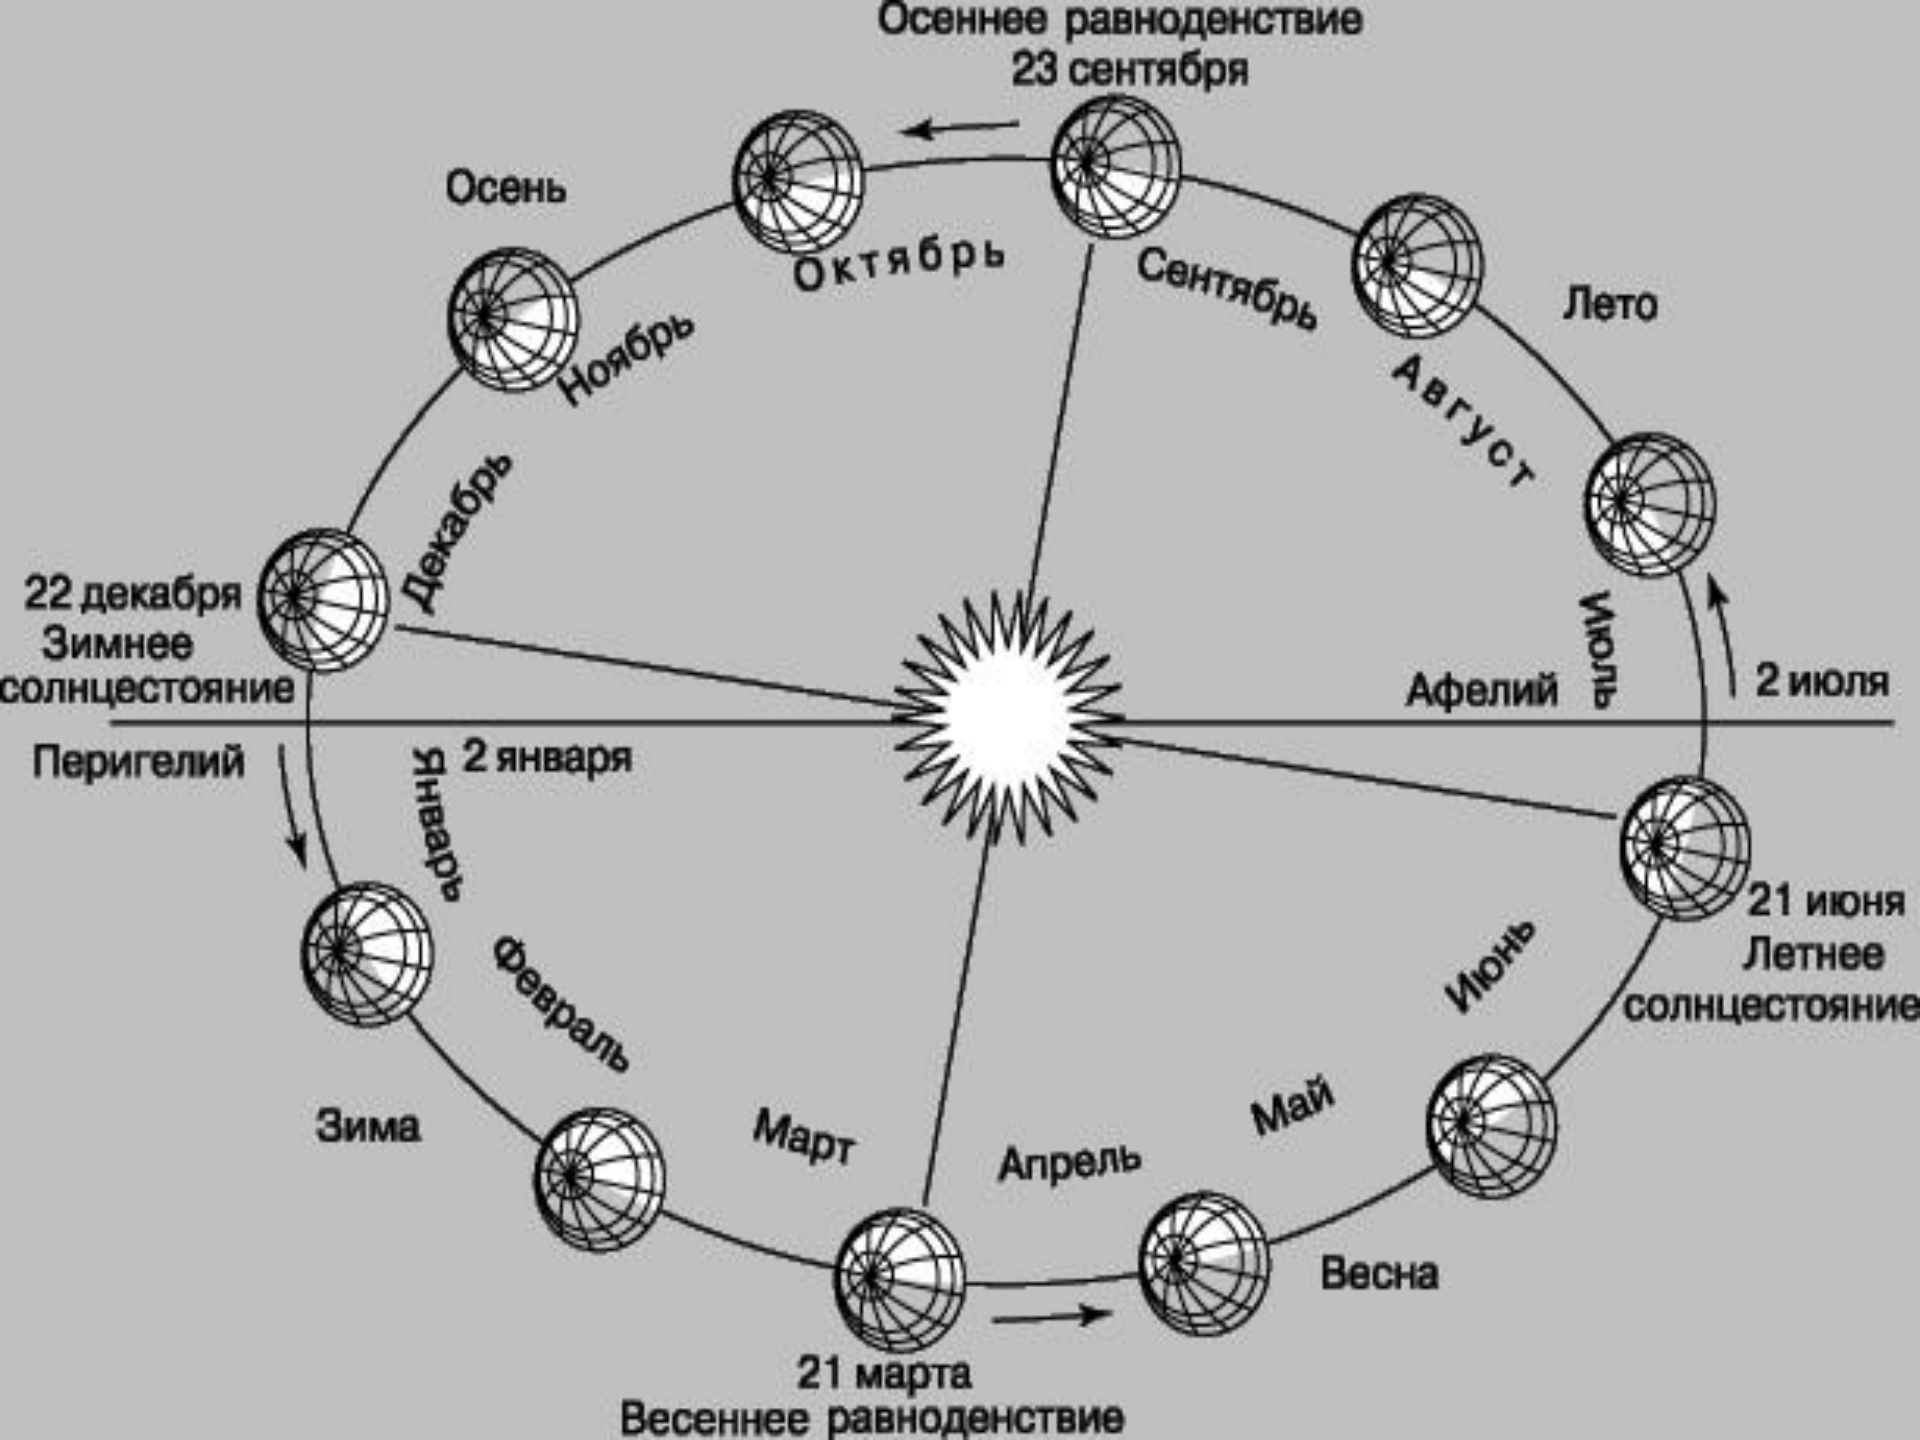 Осеннее равноденствие
23 сентября
Осень
Октябрь
Сентябрь
Лето
Ноябрь
Август
Декабрь
22 декабря
Зимнее
солнцестояние
Июль
Афелий
2 июля
Перигелий
2 января
Январь
21 июня
Летнее
солнцестояние
Июнь
Февраль
Зима
Март
Апрель
Май
Весна
21 марта
Весеннее равноденствие